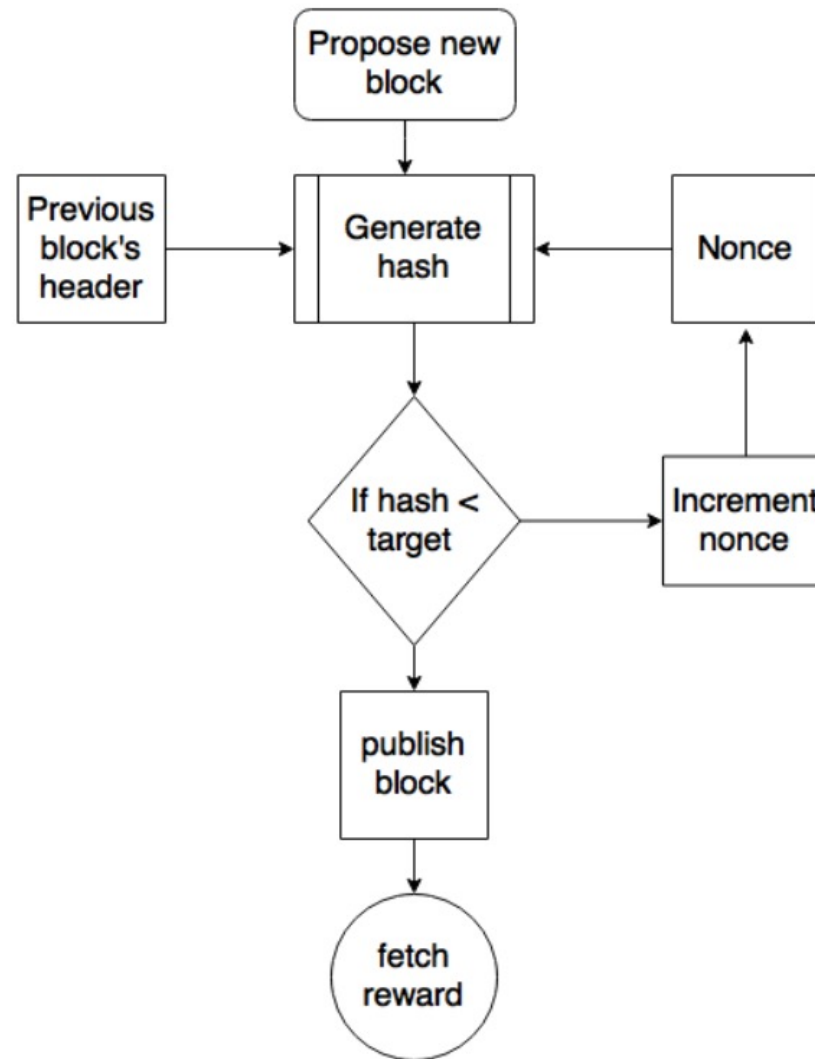 Propose new
block
Previous
block's
header
Generate
hash
Nonce
If hash <
target
Increment
nonce
publish
block
fetch
reward